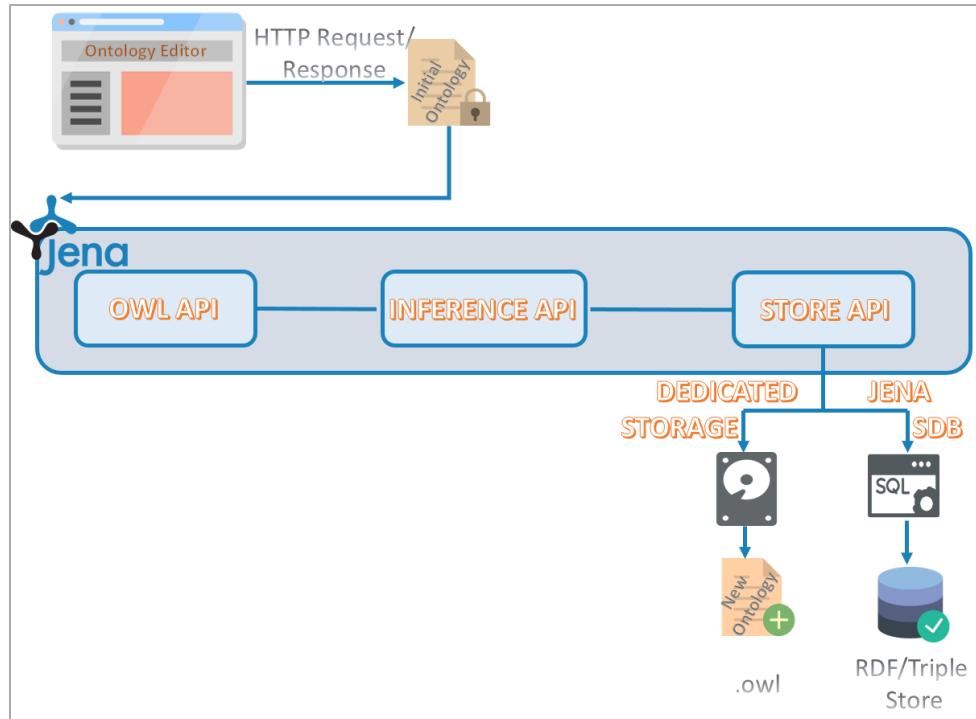 Ontology Editor
HTTP Request/
Response
Initial
Ontology
Jena
OWL API
INFERENCE API
STORE API
DEDICATED
STORAGE
JENA
SDB
SQL
New
Ontology
.owl
RDF/Triple
Store